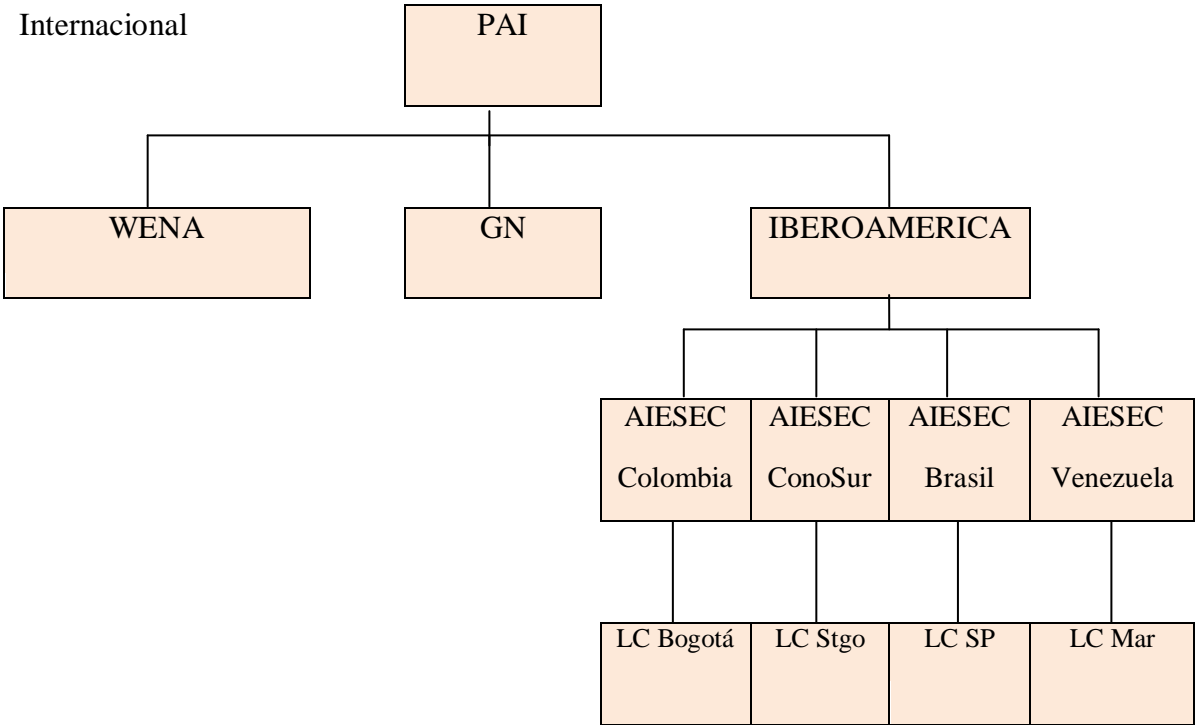 Internacional
PAI
WENA
GN
IBEROAMERICA
AIESEC
Colombia
AIESEC
ConoSur
AIESEC
Brasil
AIESEC
Venezuela
LC Bogotá
LC Stgo
LC SP
LC Mar